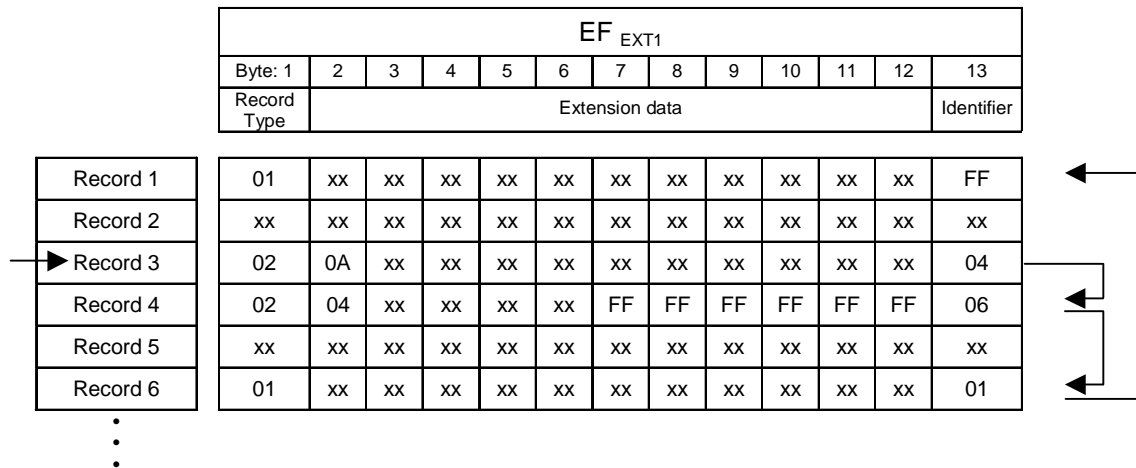 EF EXT1
Byte: 1 2 3 4 5 6 7 8 9 10 11 12 13
Record Type Extension data Identifier
Record 1 01 xx xx xx xx xx xx xx xx xx xx xx FF
Record 2 xx xx xx xx xx xx xx xx xx xx xx xx xx
Record 3 02 0A xx xx xx xx xx xx xx xx xx xx 04
Record 4 02 04 xx xx xx xx FF FF FF FF FF FF 06
Record 5 xx xx xx xx xx xx xx xx xx xx xx xx xx
Record 6 01 xx xx xx xx xx xx xx xx xx xx xx 01